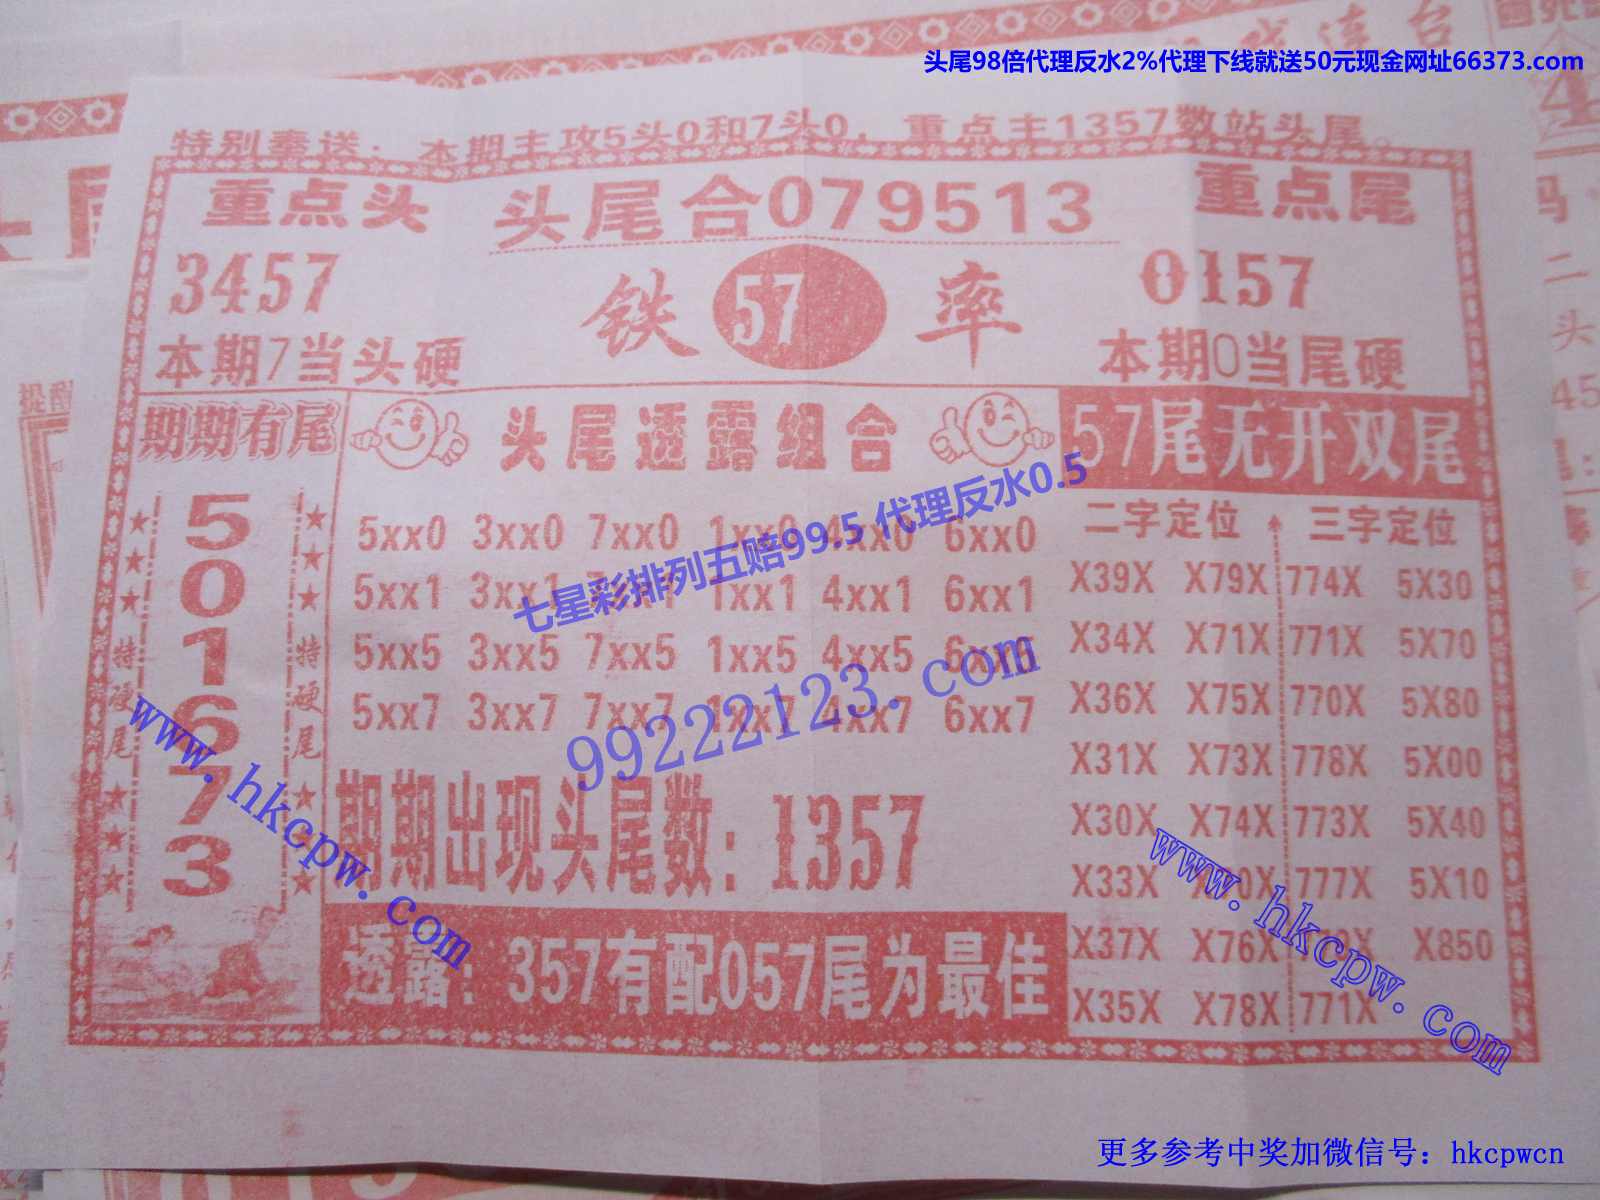 头尾98倍代理反水2%代理下线就送50元现金网址66373.com
特别奉送：本期主攻5头0和7头0，重点主1357数站头尾。
重点头
头尾合079513
重点尾
3457
铁 57 率
0157
本期7当头硬
本期0当尾硬
期期有尾
头尾透露组合
57尾无开双尾
5
0
1
6
7
3
特硬尾
特硬尾
5xx0 3xx0 7xx0 1xx0 4xx0 6xx0
5xx1 3xx1 7xx1 1xx1 4xx1 6xx1
5xx5 3xx5 7xx5 1xx5 4xx5 6xx5
5xx7 3xx7 7xx7 1xx7 4xx7 6xx7
七星彩排列五赔99.5 代理反水0.5
99222123.com
期期出现头尾数：1357
透露：357有配057尾为最佳
二字定位 三字定位
X39X X79X 774X 5X30
X34X X71X 771X 5X70
X36X X75X 770X 5X80
X31X X73X 778X 5X00
X30X X74X 773X 5X40
X33X 777X 5X10
X37X X76X X850
X35X X78X 771X
www.hkcpw.com
www.hkcpw.com
更多参考中奖加微信号：hkcpwcn
提醒